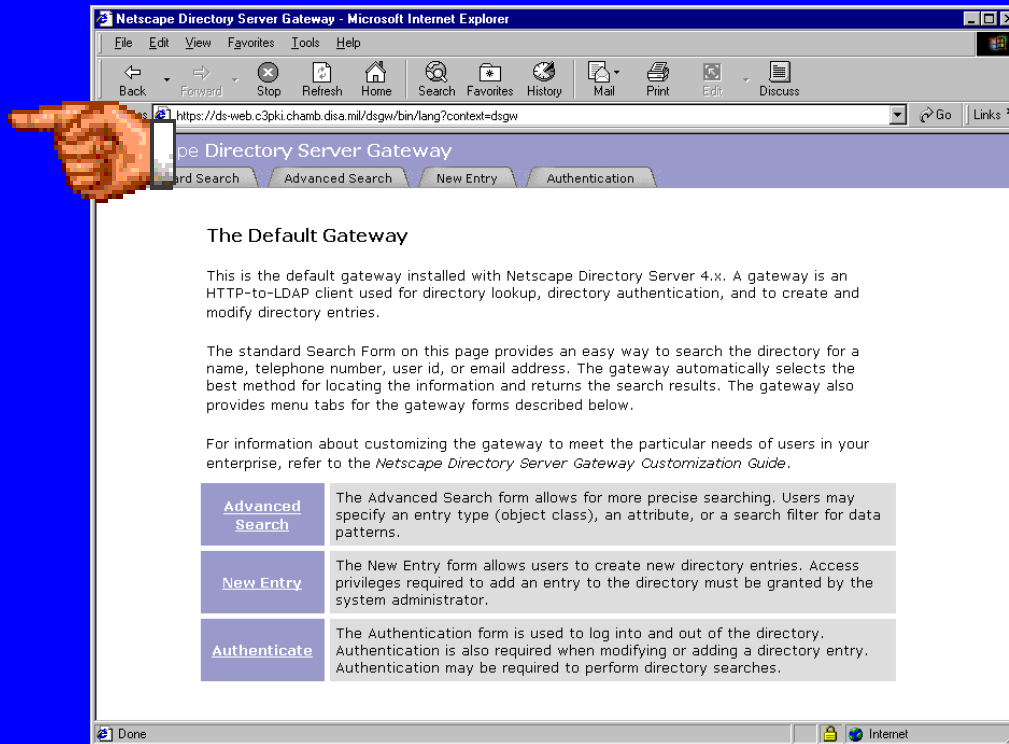 Netscape Directory Server Gateway - Microsoft Internet Explorer
File Edit View Favorites Tools Help
Back Forward Stop Refresh Home Search Favorites History Mail Print Edit Discuss
https://ds-web.c3pki.chamb.disa.mil/dsgw/bin/lang?context=dsgw Go Links
Directory Server Gateway
Search Advanced Search New Entry Authentication
The Default Gateway
This is the default gateway installed with Netscape Directory Server 4.x. A gateway is an
HTTP-to-LDAP client used for directory lookup, directory authentication, and to create and
modify directory entries.
The standard Search Form on this page provides an easy way to search the directory for a
name, telephone number, user id, or email address. The gateway automatically selects the
best method for locating the information and returns the search results. The gateway also
provides menu tabs for the gateway forms described below.
For information about customizing the gateway to meet the particular needs of users in your
enterprise, refer to the Netscape Directory Server Gateway Customization Guide.
Advanced
Search
The Advanced Search form allows for more precise searching. Users may
specify an entry type (object class), an attribute, or a search filter for data
patterns.
New Entry
The New Entry form allows users to create new directory entries. Access
privileges required to add an entry to the directory must be granted by the
system administrator.
Authenticate
The Authentication form is used to log into and out of the directory.
Authentication is also required when modifying or adding a directory entry.
Authentication may be required to perform directory searches.
Done Internet